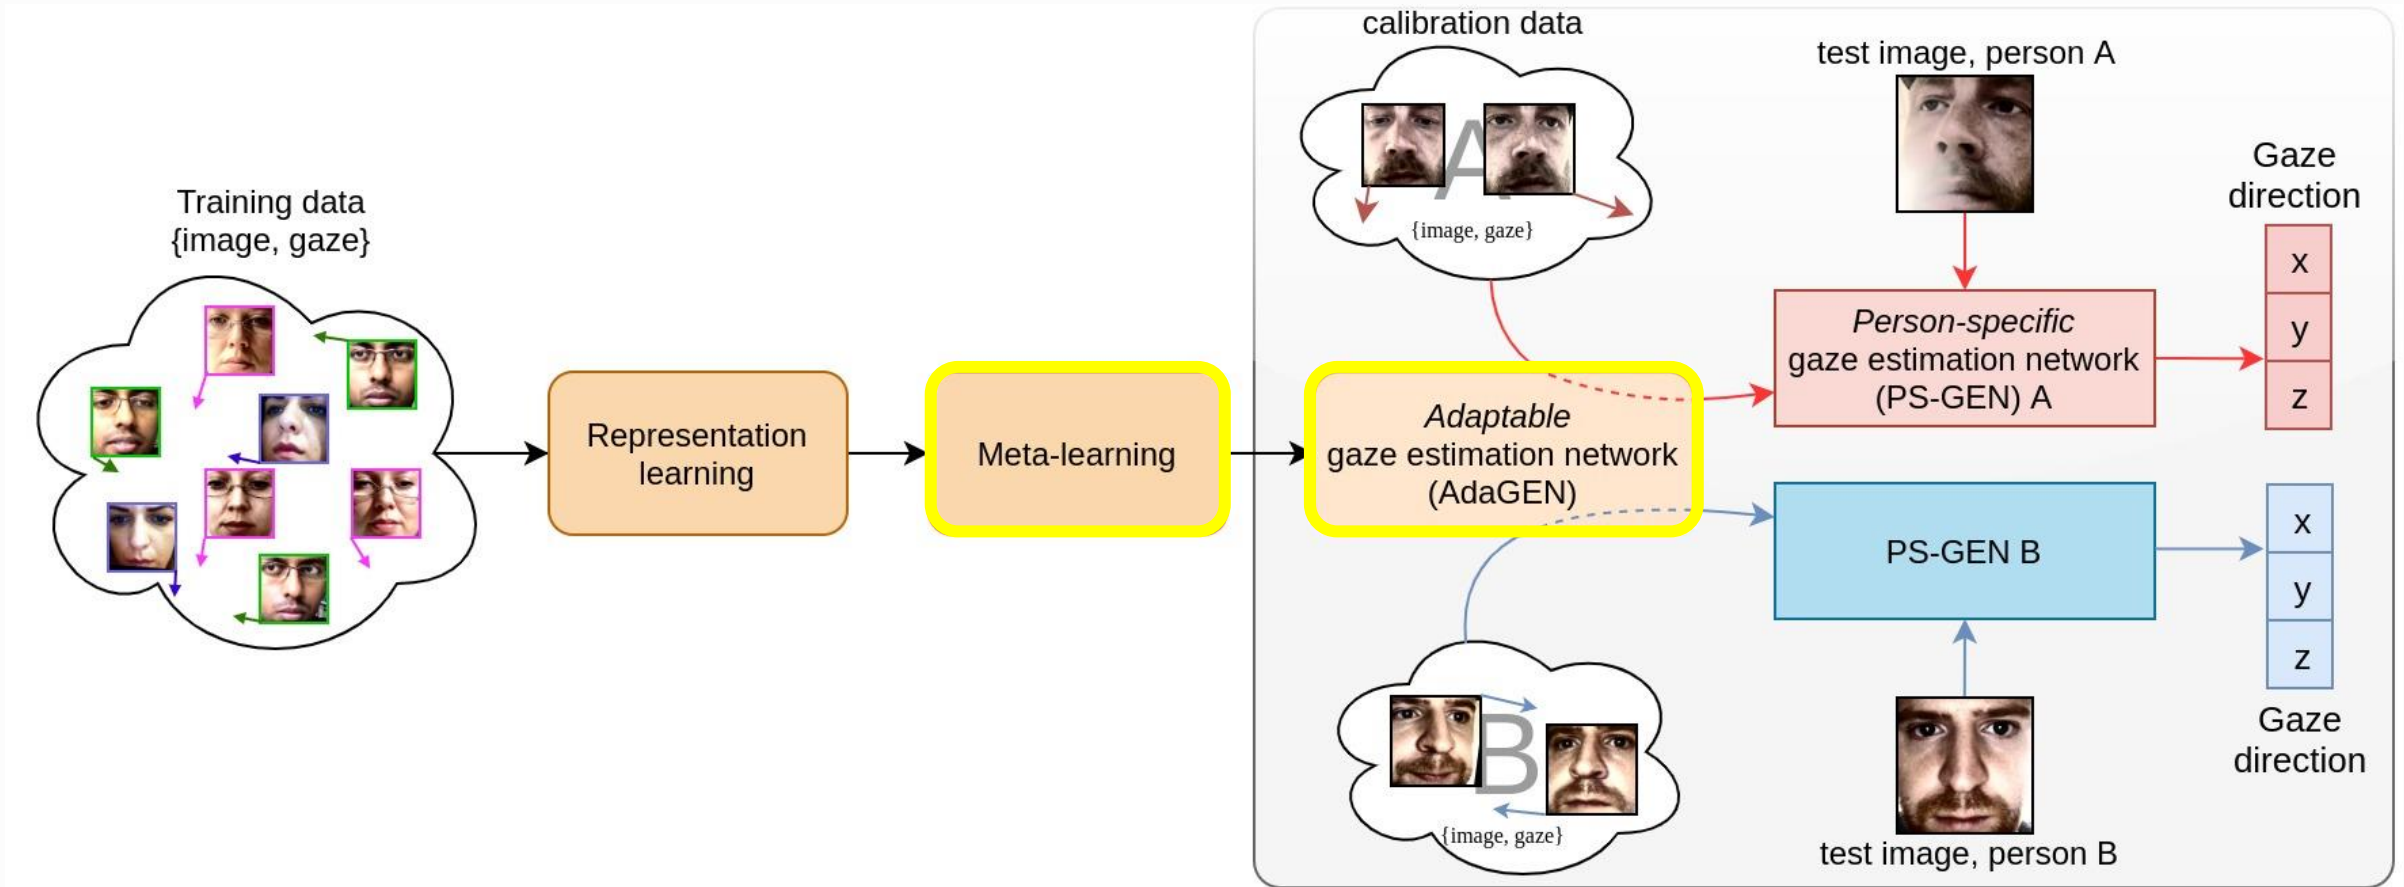 Training data
{image, gaze}
Representation
learning
Meta-learning
calibration data
A
{image, gaze}
Adaptable
gaze estimation network
(AdaGEN)
B
{image, gaze}
test image, person A
Person-specific
gaze estimation network
(PS-GEN) A
Gaze
direction
x
y
z
PS-GEN B
x
y
z
Gaze
direction
test image, person B